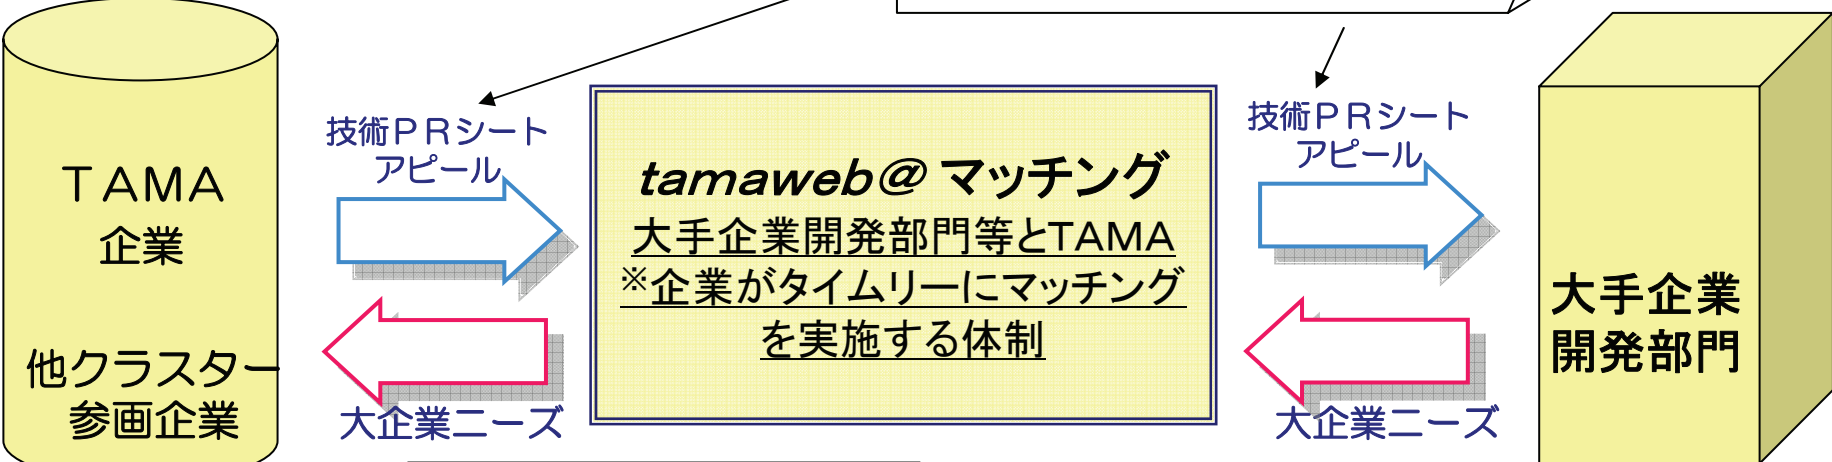 ＴＡＭＡ
企業
他クラスター
参画企業
技術ＰＲシート
アピール
大企業ニーズ
tamaweb＠マッチング
大手企業開発部門等とTAMA
※企業がタイムリーにマッチング
を実施する体制
技術ＰＲシート
アピール
大企業ニーズ
大手企業
開発部門